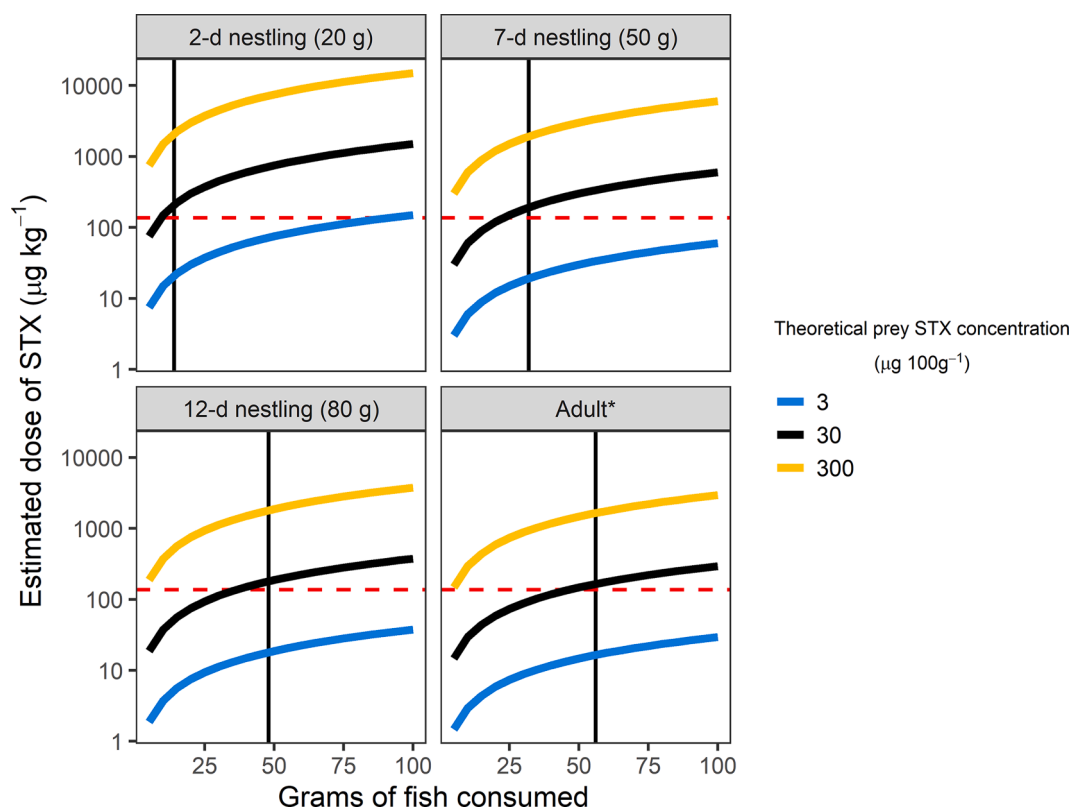 2-d nestling (20 g)
7-d nestling (50 g)
10000
1000
100
10
1
12-d nestling (80 g)
Adult*
10000
1000
100
10
1
25 50 75 100
25 50 75 100
Estimated dose of STX (μg kg⁻¹)
Grams of fish consumed
Theoretical prey STX concentration
(μg 100g⁻¹)
3
30
300